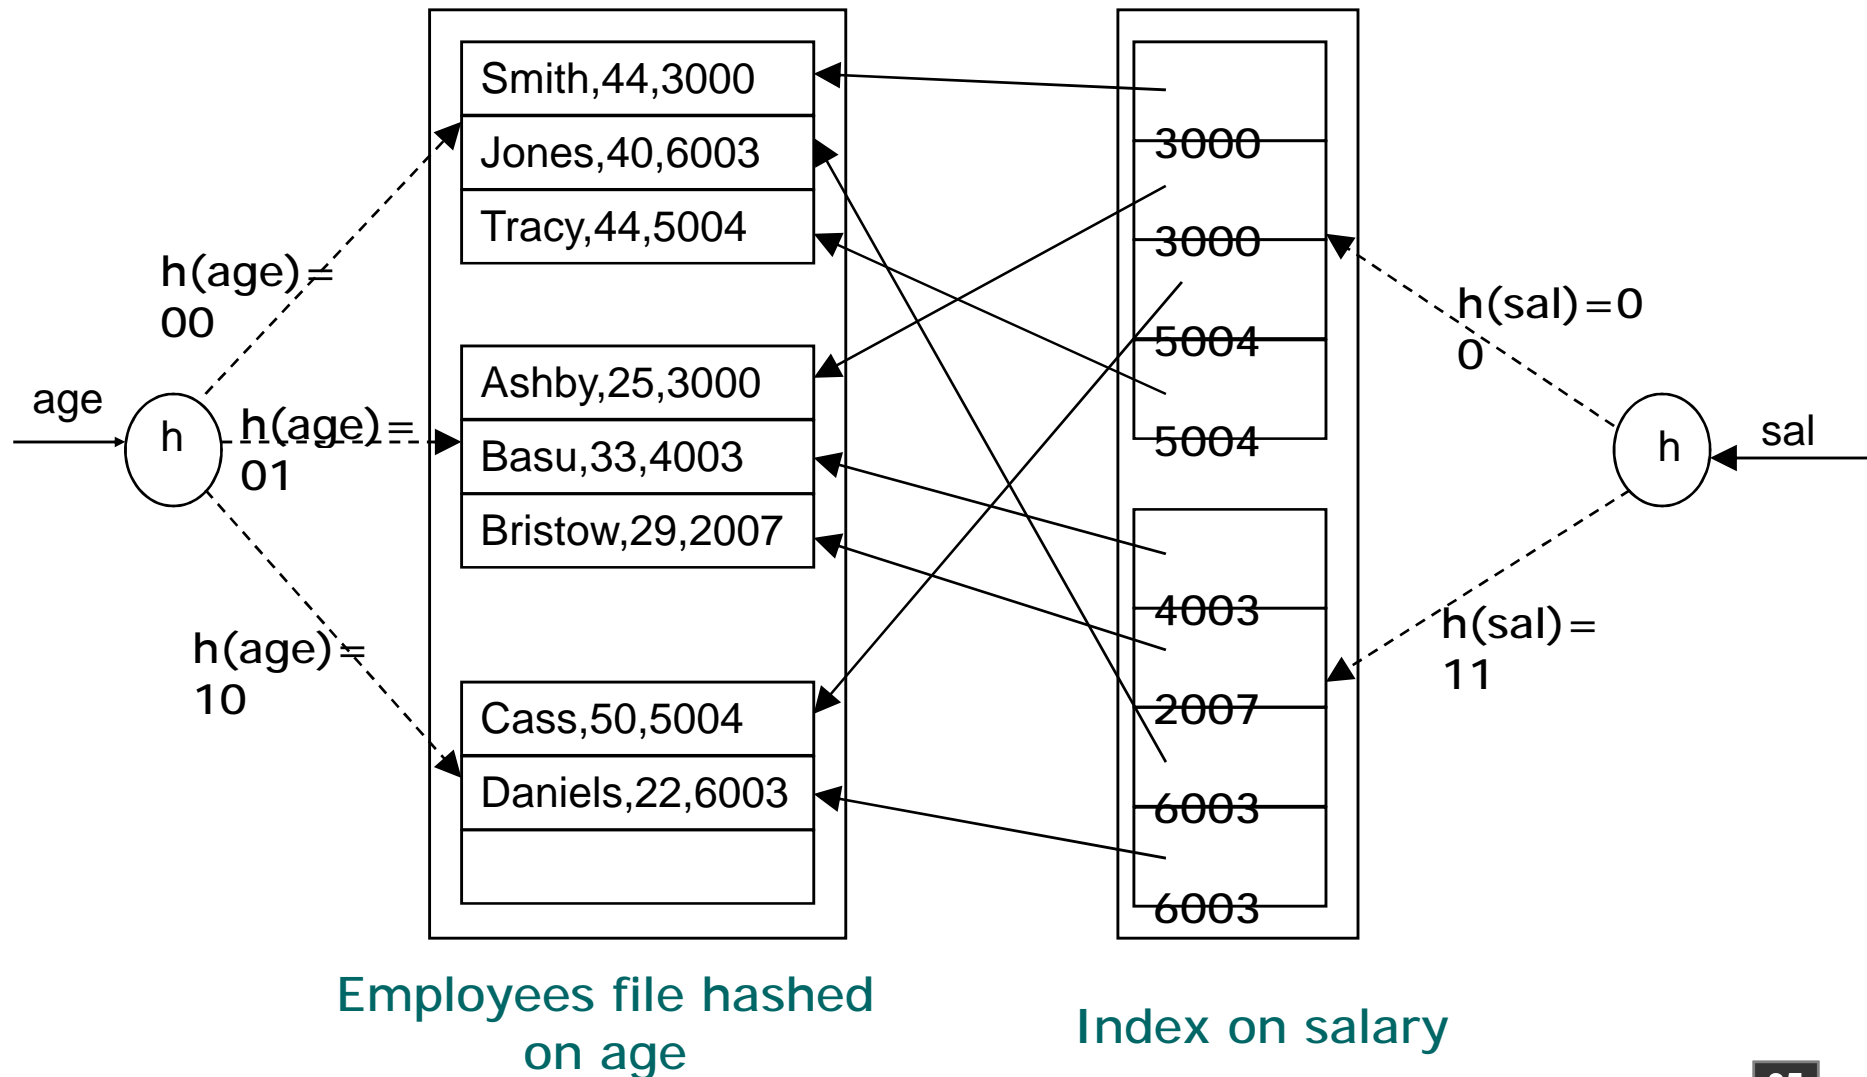 Smith,44,3000
Jones,40,6003
Tracy,44,5004
h(age)=
00
age
h
h(age)=
01
Ashby,25,3000
Basu,33,4003
Bristow,29,2007
h(age)=
10
Cass,50,5004
Daniels,22,6003
3000
3000
5004
5004
4003
2007
6003
6003
h(sal)=0
0
h
sal
h(sal)=
11
Employees file hashed
on age
Index on salary